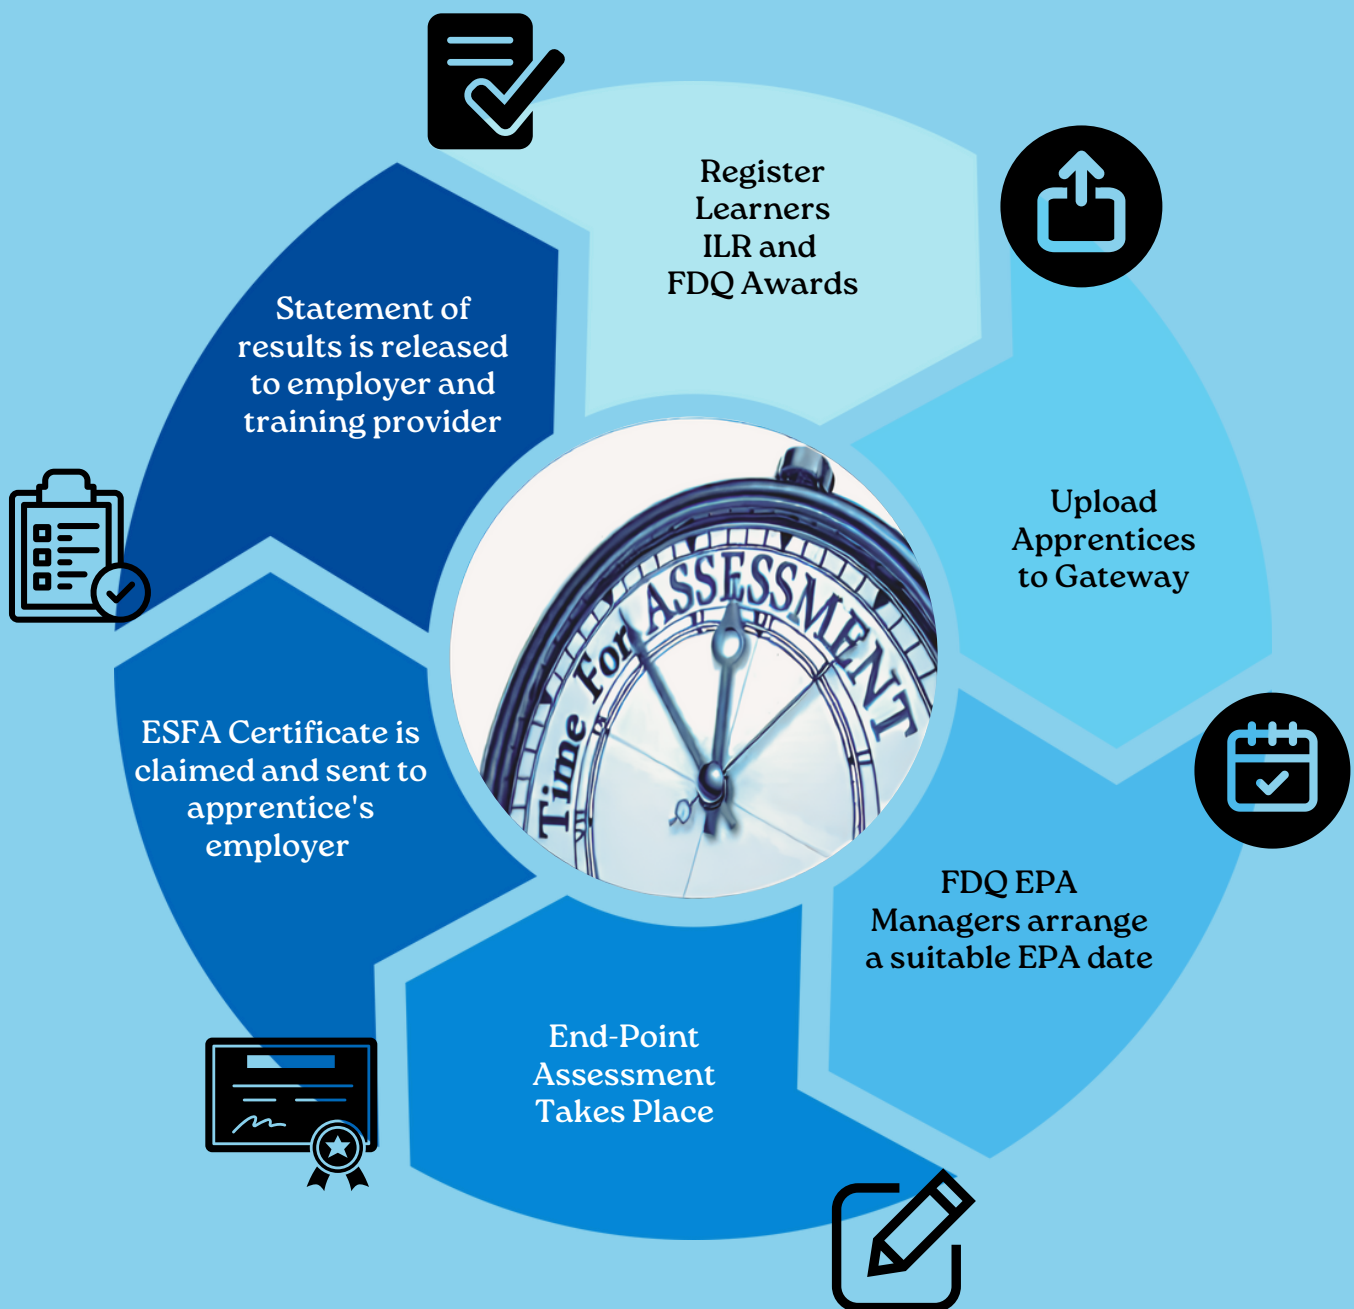 Register
Learners
ILR and
FDQ Awards
Upload
Apprentices
to Gateway
FDQ EPA
Managers arrange
a suitable EPA date
End-Point
Assessment
Takes Place
ESFA Certificate is
claimed and sent to
apprentice's
employer
Statement of
results is released
to employer and
training provider
Time For ASSESSMENT